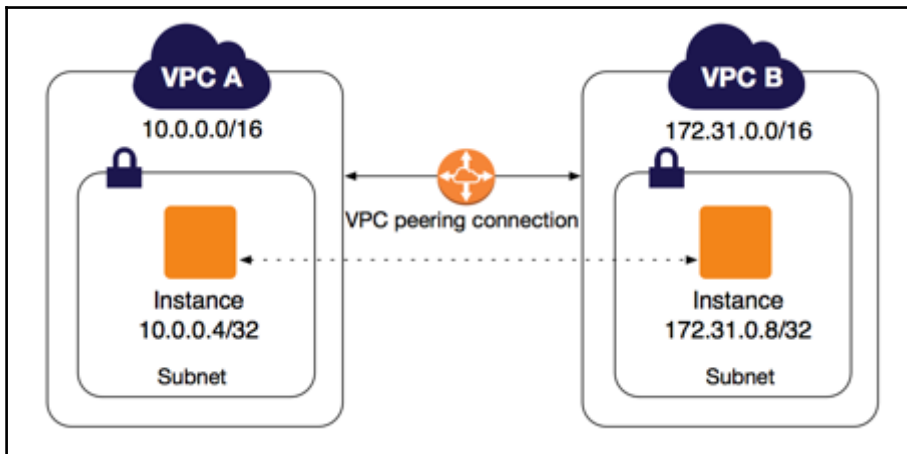 VPC A
10.0.0.0/16
Instance
10.0.0.4/32
Subnet
VPC peering connection
VPC B
172.31.0.0/16
Instance
172.31.0.8/32
Subnet